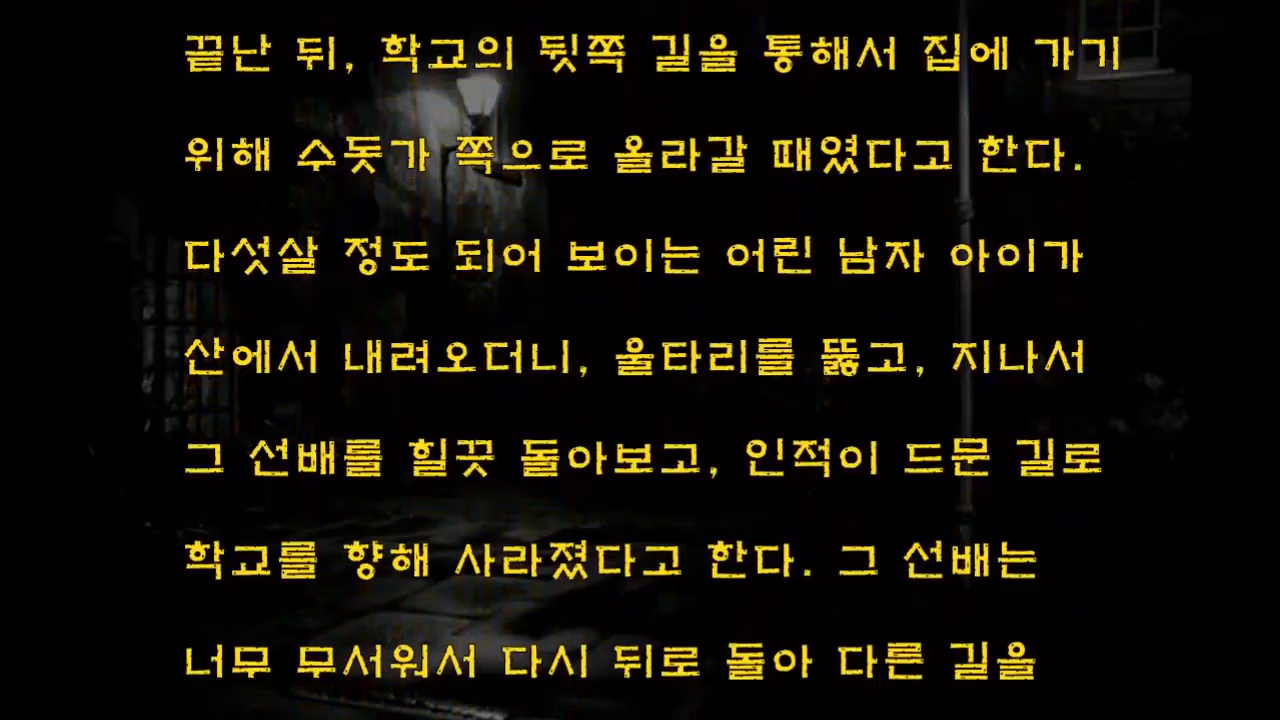 끝난 뒤, 학교의 뒷쪽 길을 통해서 집에 가기
위해 수돗가 쪽으로 올라갈 때였다고 한다.
다섯살 정도 되어 보이는 어린 남자 아이가
산에서 내려오더니, 울타리를 뚫고, 지나서
그 선배를 힐끗 돌아보고, 인적이 드문 길로
학교를 향해 사라졌다고 한다. 그 선배는
너무 무서워서 다시 뒤로 돌아 다른 길을